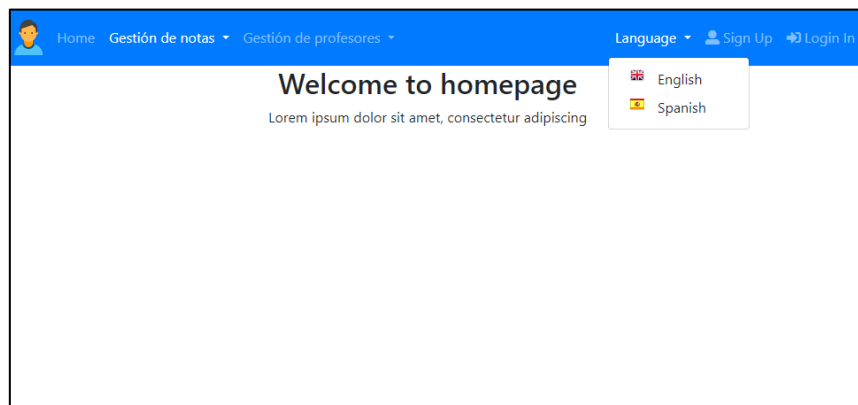 Home Gestión de notas Gestión de profesores Language Sign Up Login In
English
Spanish
Welcome to homepage
Lorem ipsum dolor sit amet, consectetur adipiscing